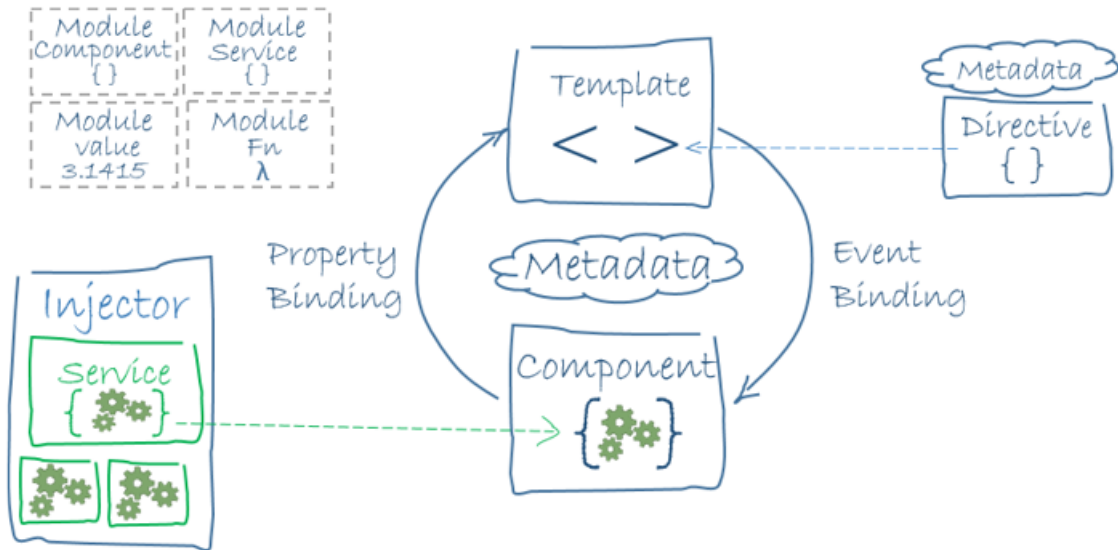 Module
Component
{ }
Module
Service
{ }
Module
value
3.1415
Module
Fn
λ
Template
< >
Metadata
Directive
{ }
Property
Binding
Metadata
Event
Binding
Injector
Service
{ }
Component
{ }